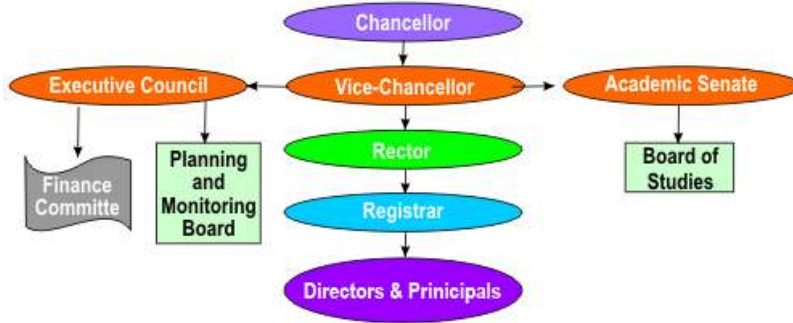 Chancellor
Executive Council
Vice-Chancellor
Academic Senate
Finance
Committe
Planning
and
Monitoring
Board
Rector
Board of
Studies
Registrar
Directors & Prinicipals